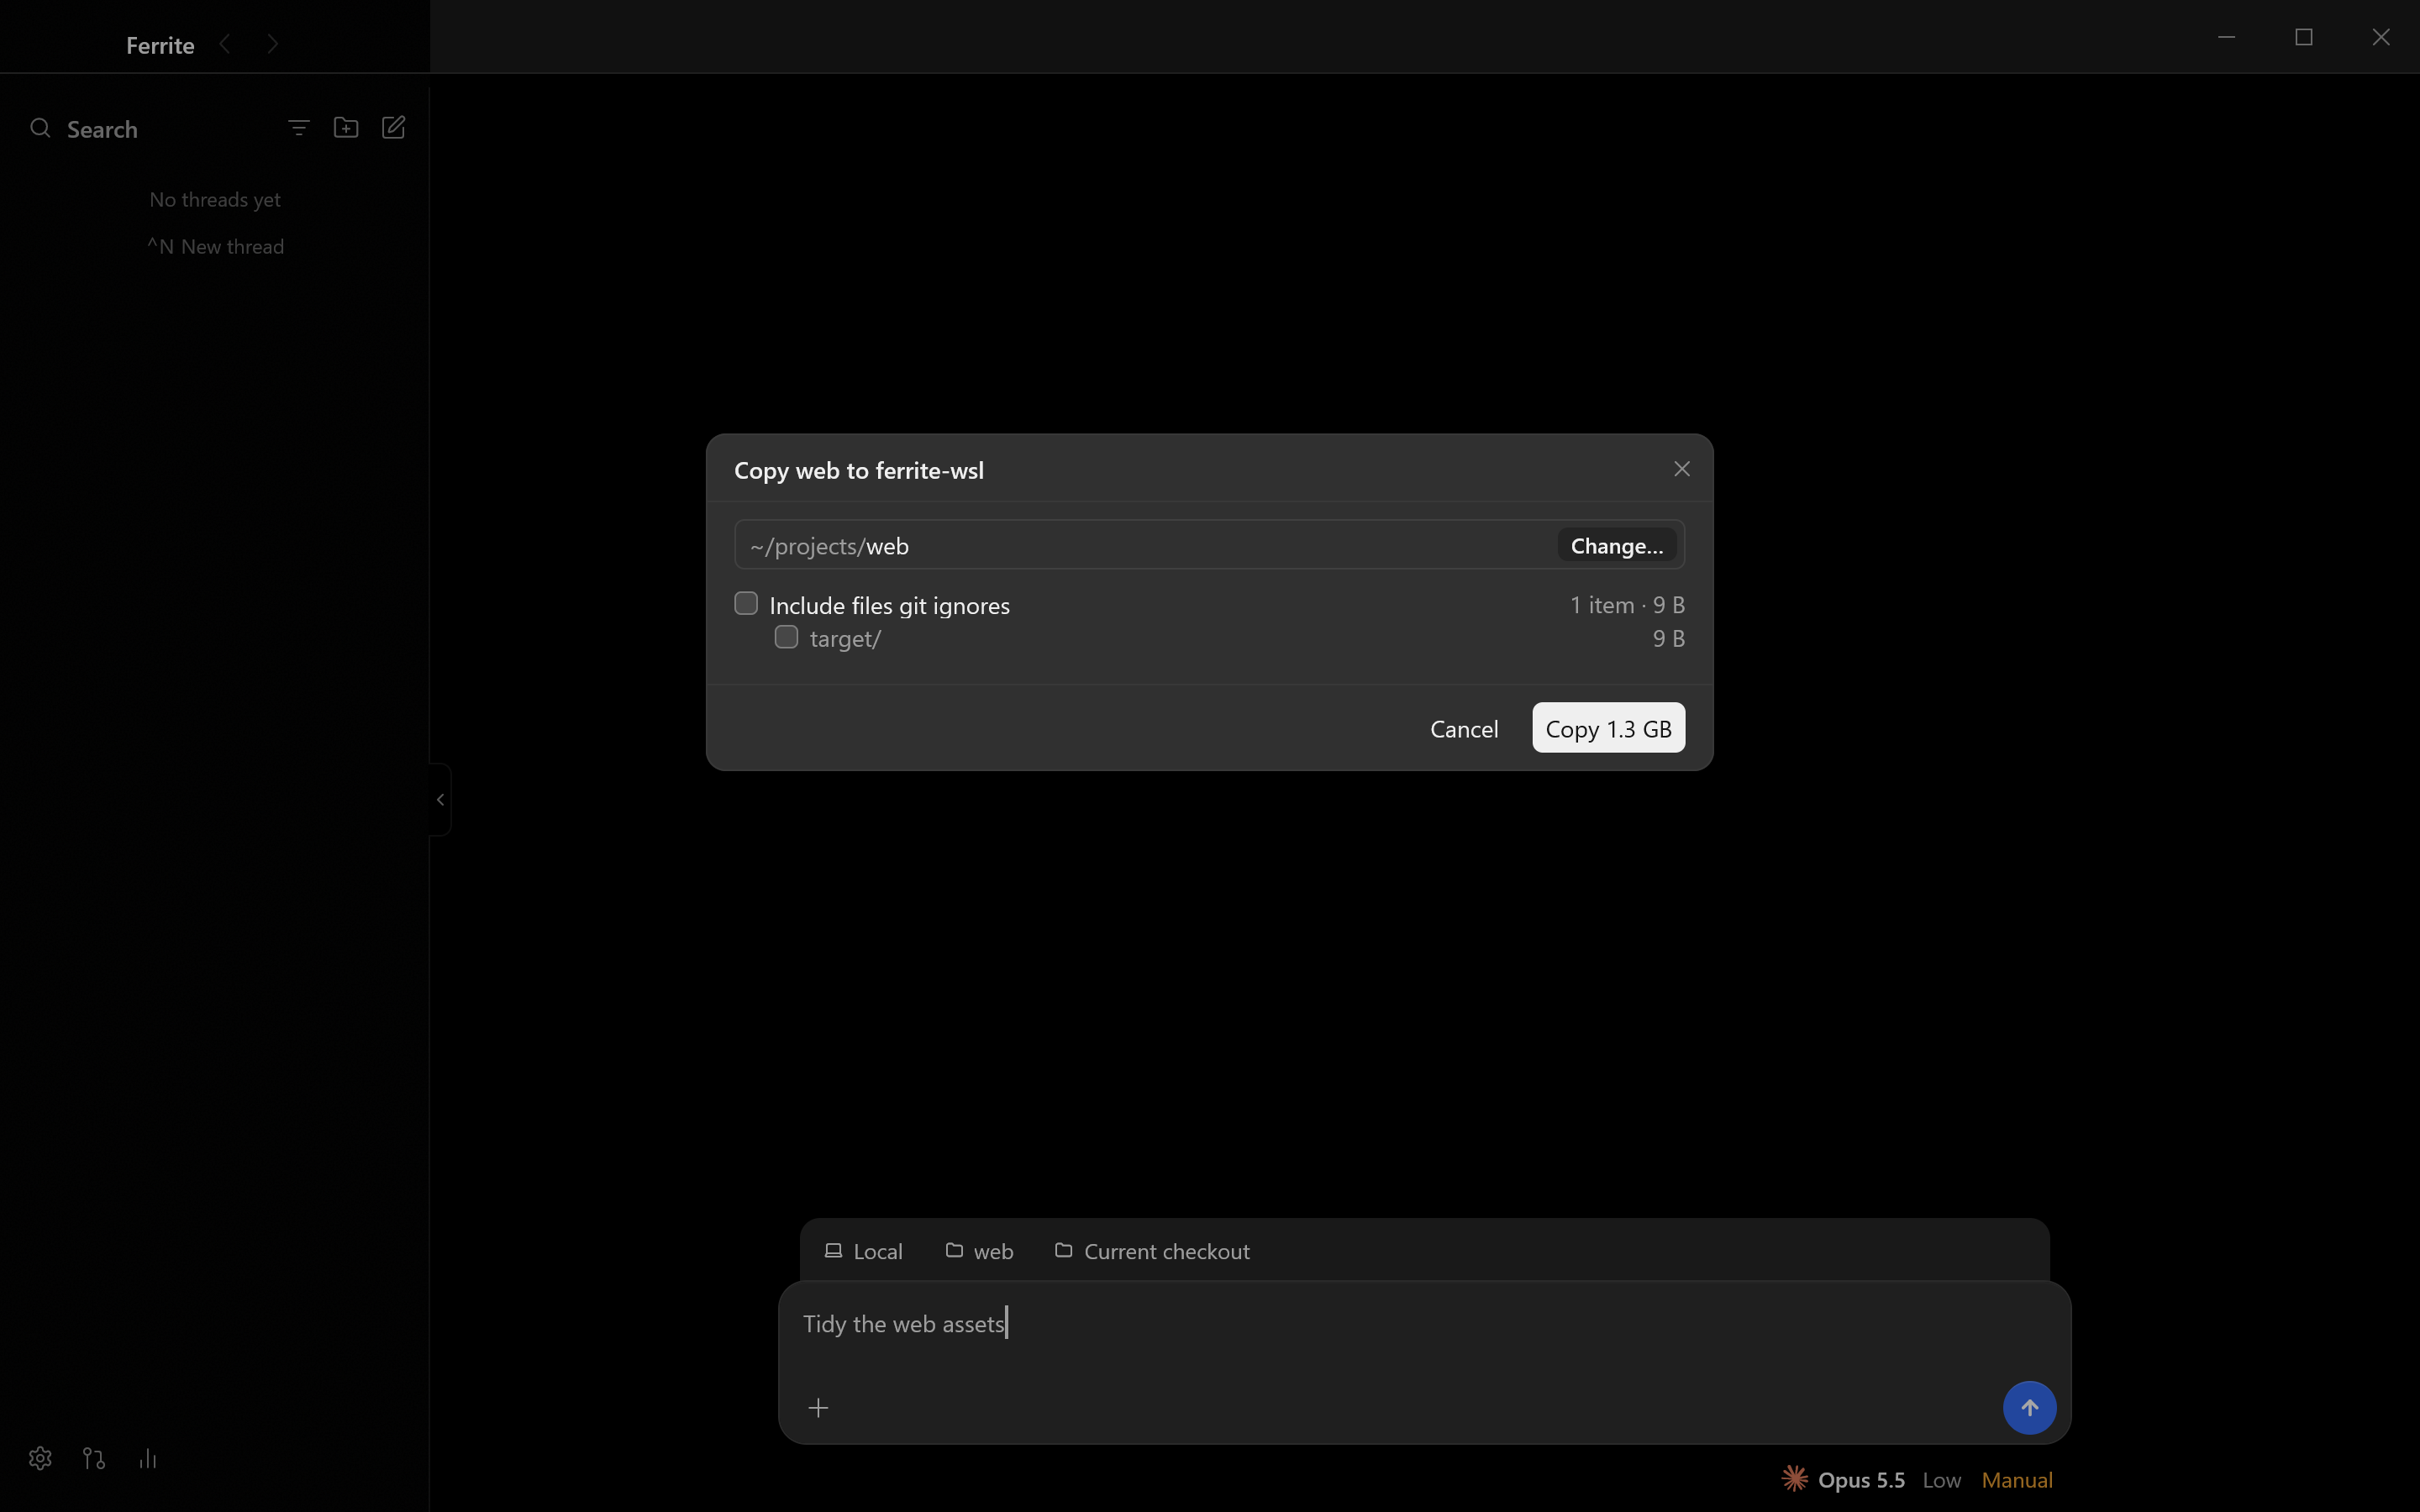 Ferrite
Search
No threads yet
^N New thread
Copy web to ferrite-wsl
~/projects/web
Change...
Include files git ignores
1 item · 9 B
target/
9 B
Cancel
Copy 1.3 GB
Local
web
Current checkout
Tidy the web assets
Opus 5.5
Low
Manual